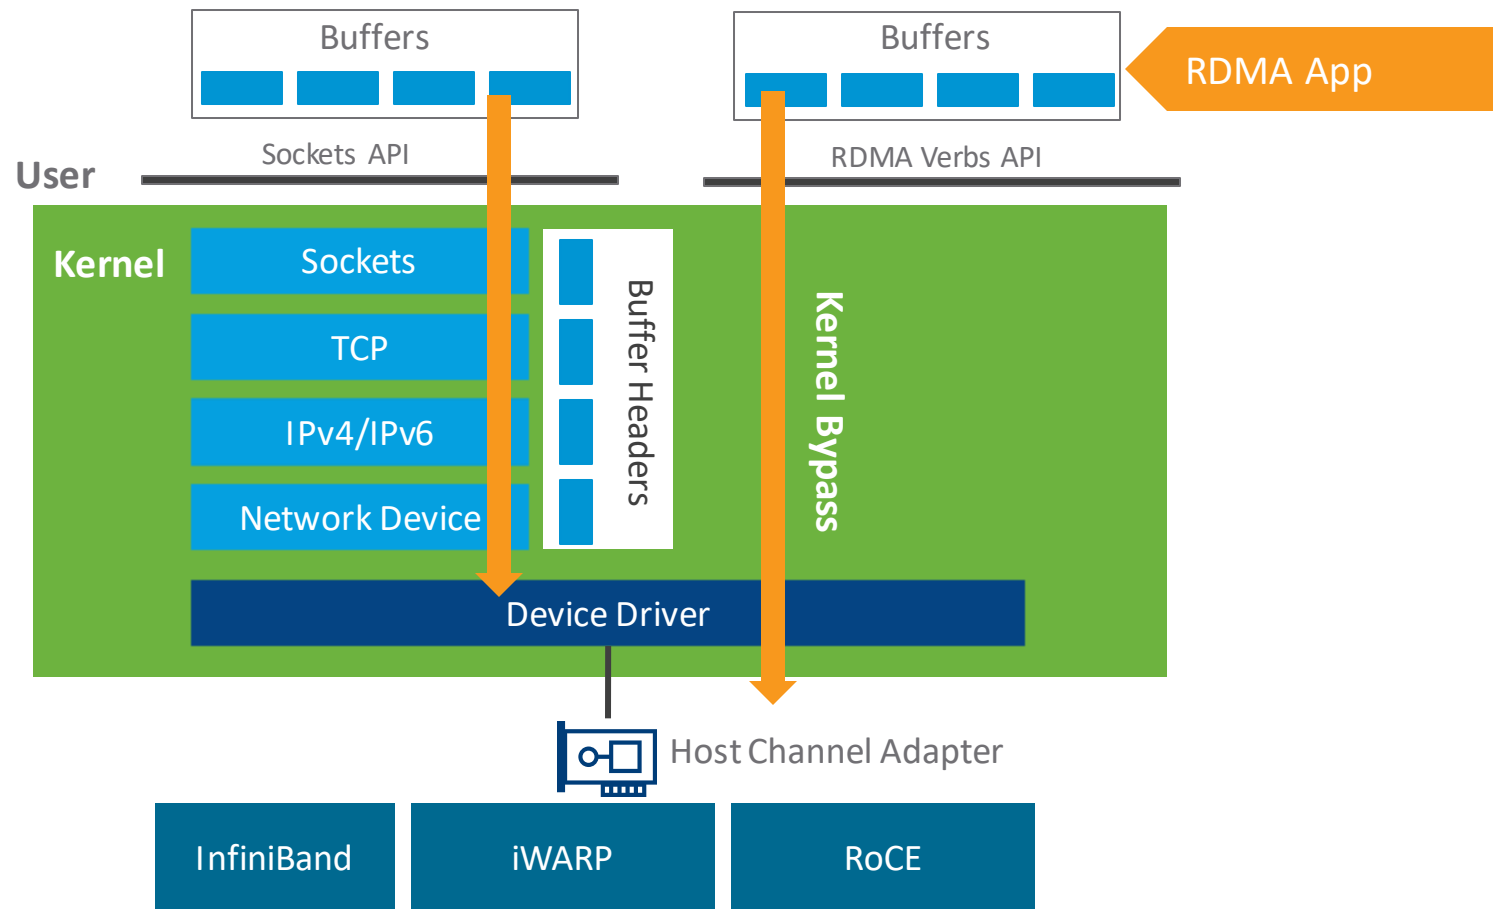 Buffers
Buffers
RDMA App
Sockets API
RDMA Verbs API
User
Kernel
Sockets
TCP
IPv4/IPv6
Network Device
Buffer Headers
Kernel Bypass
Device Driver
Host Channel Adapter
InfiniBand
iWARP
RoCE